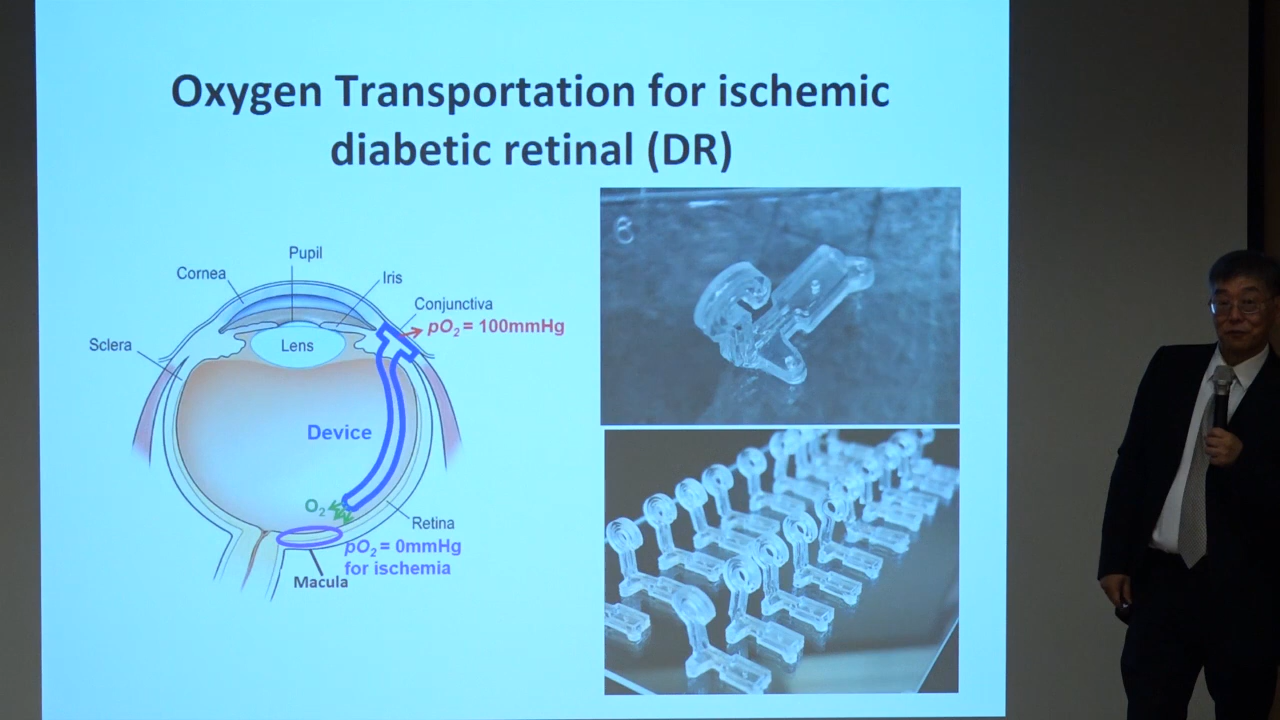 Oxygen Transportation for ischemic
diabetic retinal (DR)
Pupil
Cornea
Iris
Conjunctiva
pO2 = 100mmHg
Sclera
Lens
Device
O2
Retina
pO2 = 0mmHg
for ischemia
Macula
6